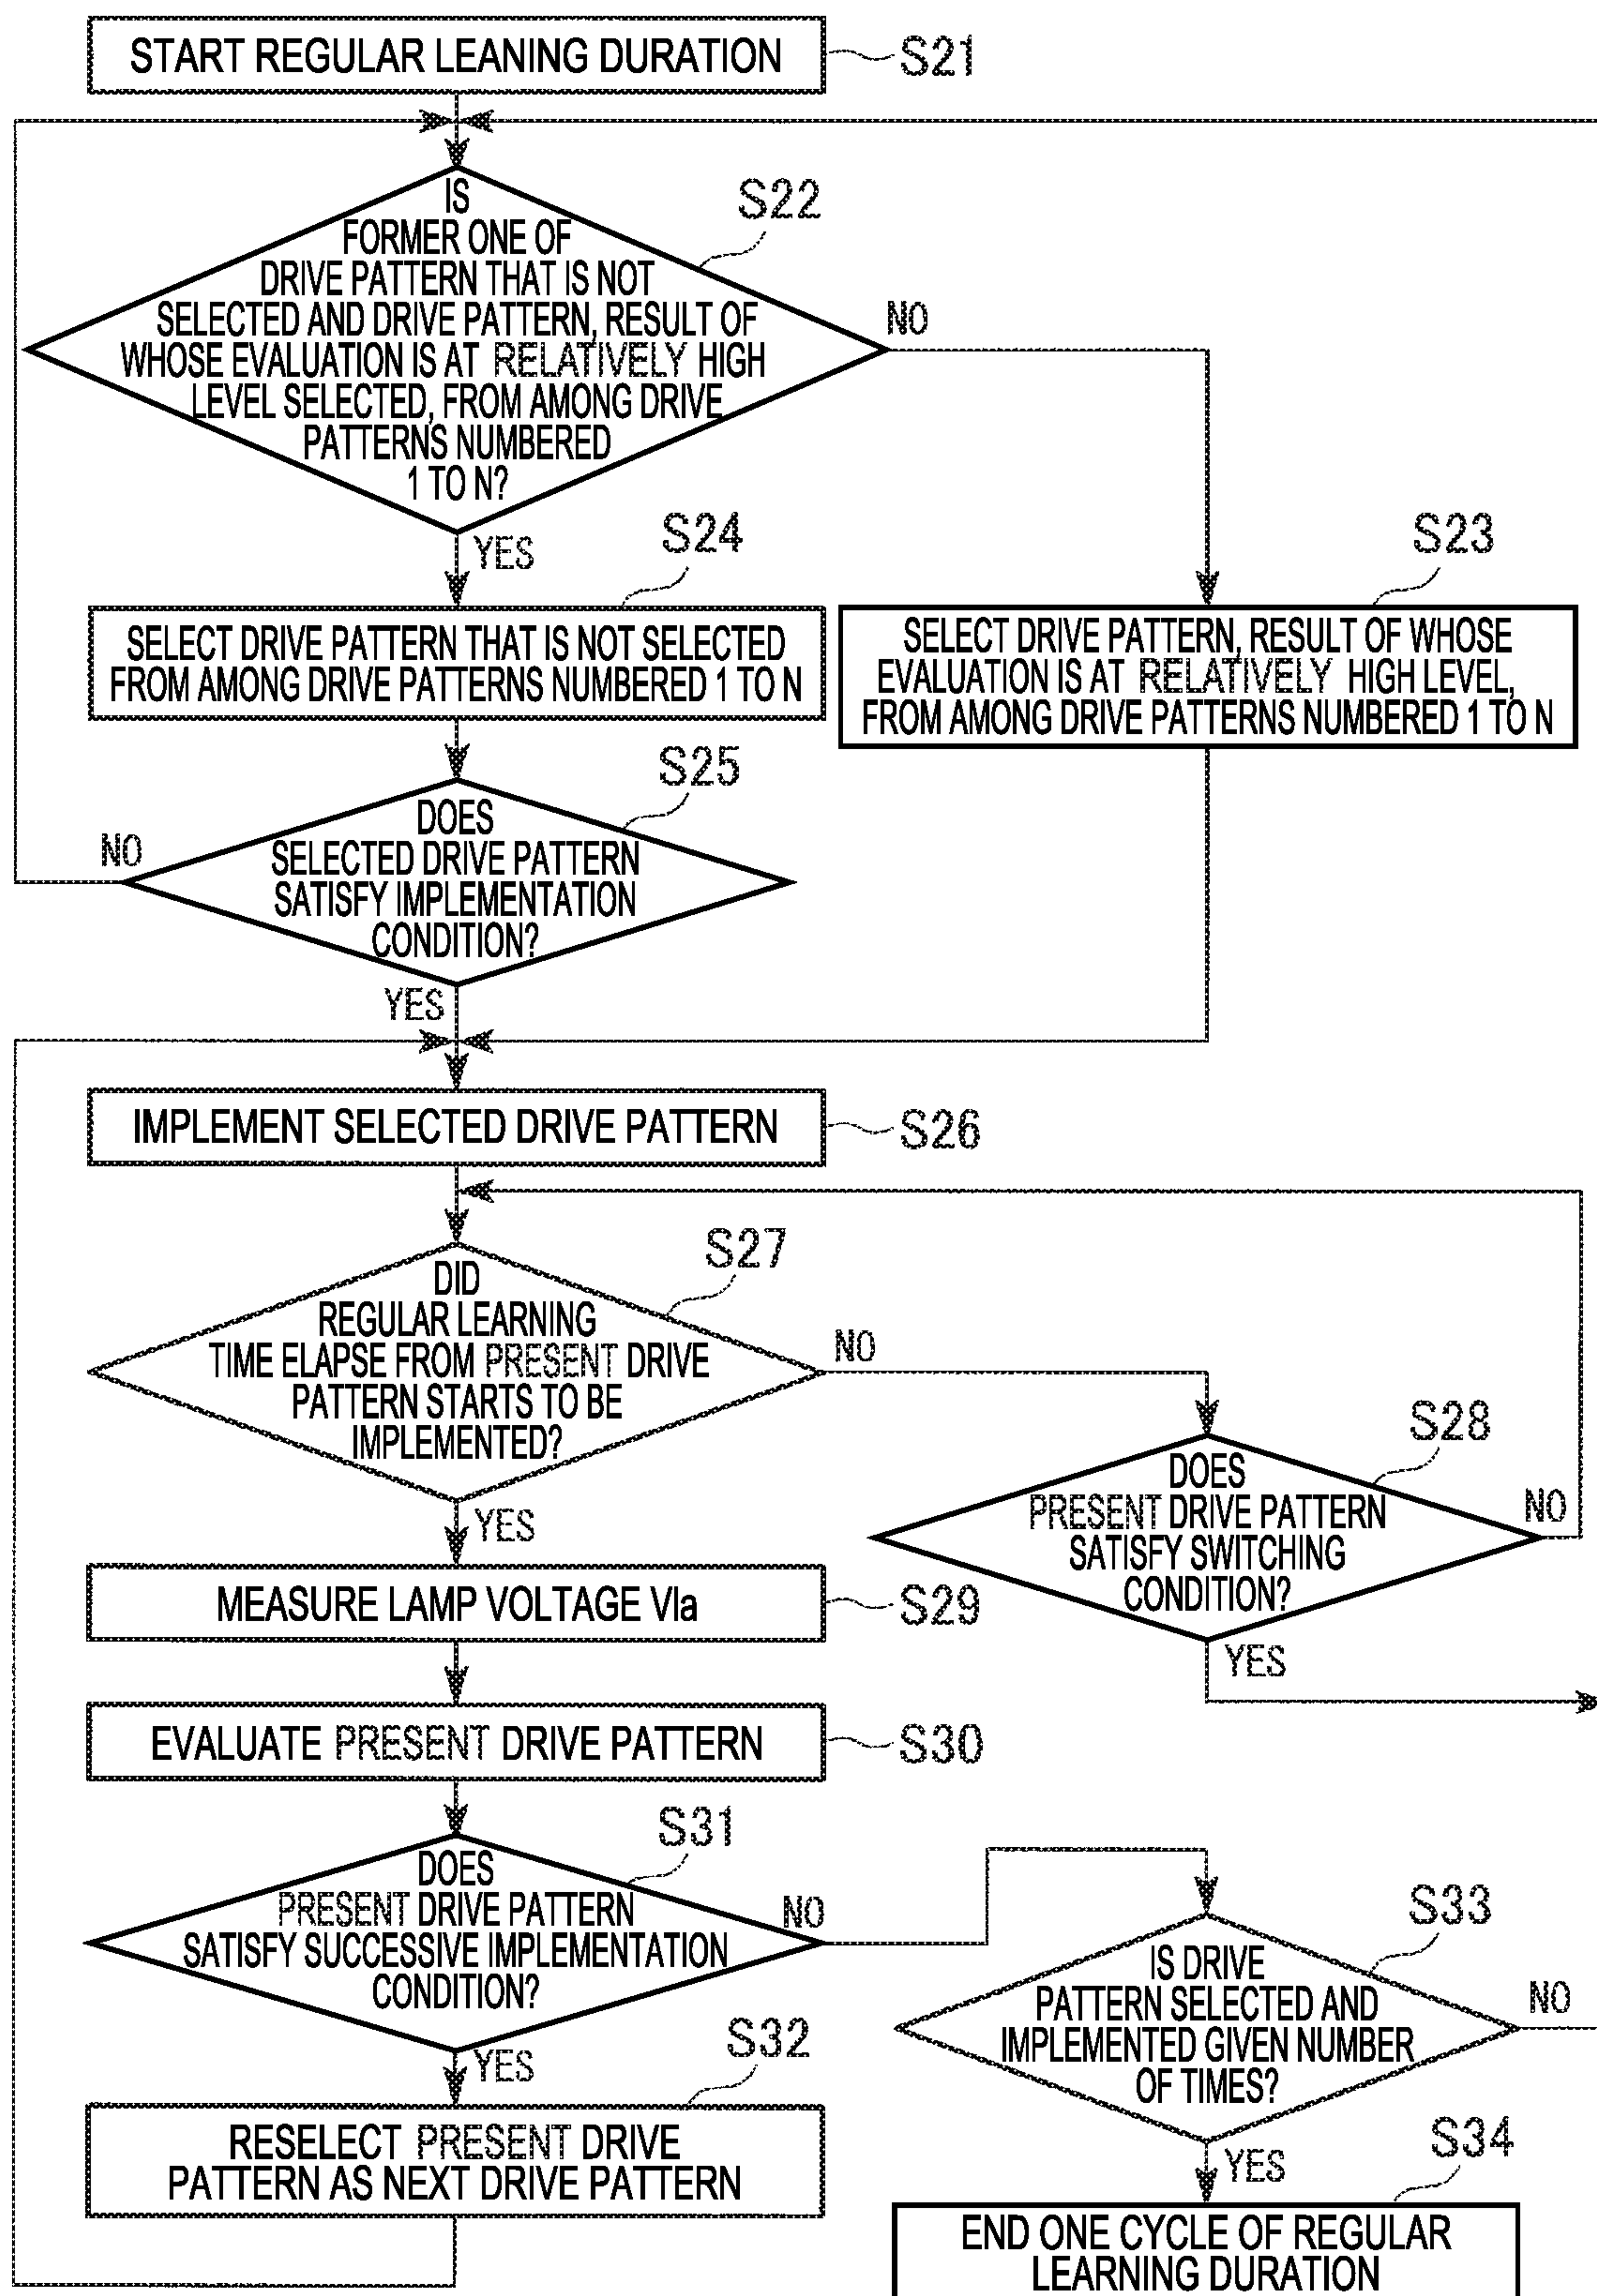 START REGULAR LEANING DURATION
S21
IS
FORMER ONE OF
DRIVE PATTERN THAT IS NOT
SELECTED AND DRIVE PATTERN, RESULT OF
WHOSE EVALUATION IS AT RELATIVELY HIGH
LEVEL SELECTED, FROM AMONG DRIVE
PATTERNS NUMBERED
1 TO N?
S22
NO
YES
S24
SELECT DRIVE PATTERN THAT IS NOT SELECTED
FROM AMONG DRIVE PATTERNS NUMBERED 1 TO N
S23
SELECT DRIVE PATTERN, RESULT OF WHOSE
EVALUATION IS AT RELATIVELY HIGH LEVEL,
FROM AMONG DRIVE PATTERNS NUMBERED 1 TO N
S25
DOES
SELECTED DRIVE PATTERN
SATISFY IMPLEMENTATION
CONDITION?
NO
YES
IMPLEMENT SELECTED DRIVE PATTERN
S26
S27
DID
REGULAR LEARNING
TIME ELAPSE FROM PRESENT DRIVE
PATTERN STARTS TO BE
IMPLEMENTED?
NO
YES
S28
DOES
PRESENT DRIVE PATTERN
SATISFY SWITCHING
CONDITION?
NO
YES
MEASURE LAMP VOLTAGE Vla
S29
EVALUATE PRESENT DRIVE PATTERN
S30
S31
DOES
PRESENT DRIVE PATTERN
SATISFY SUCCESSIVE IMPLEMENTATION
CONDITION?
NO
YES
S33
IS DRIVE
PATTERN SELECTED AND
IMPLEMENTED GIVEN NUMBER
OF TIMES?
NO
YES
S32
RESELECT PRESENT DRIVE
PATTERN AS NEXT DRIVE PATTERN
S34
END ONE CYCLE OF REGULAR
LEARNING DURATION